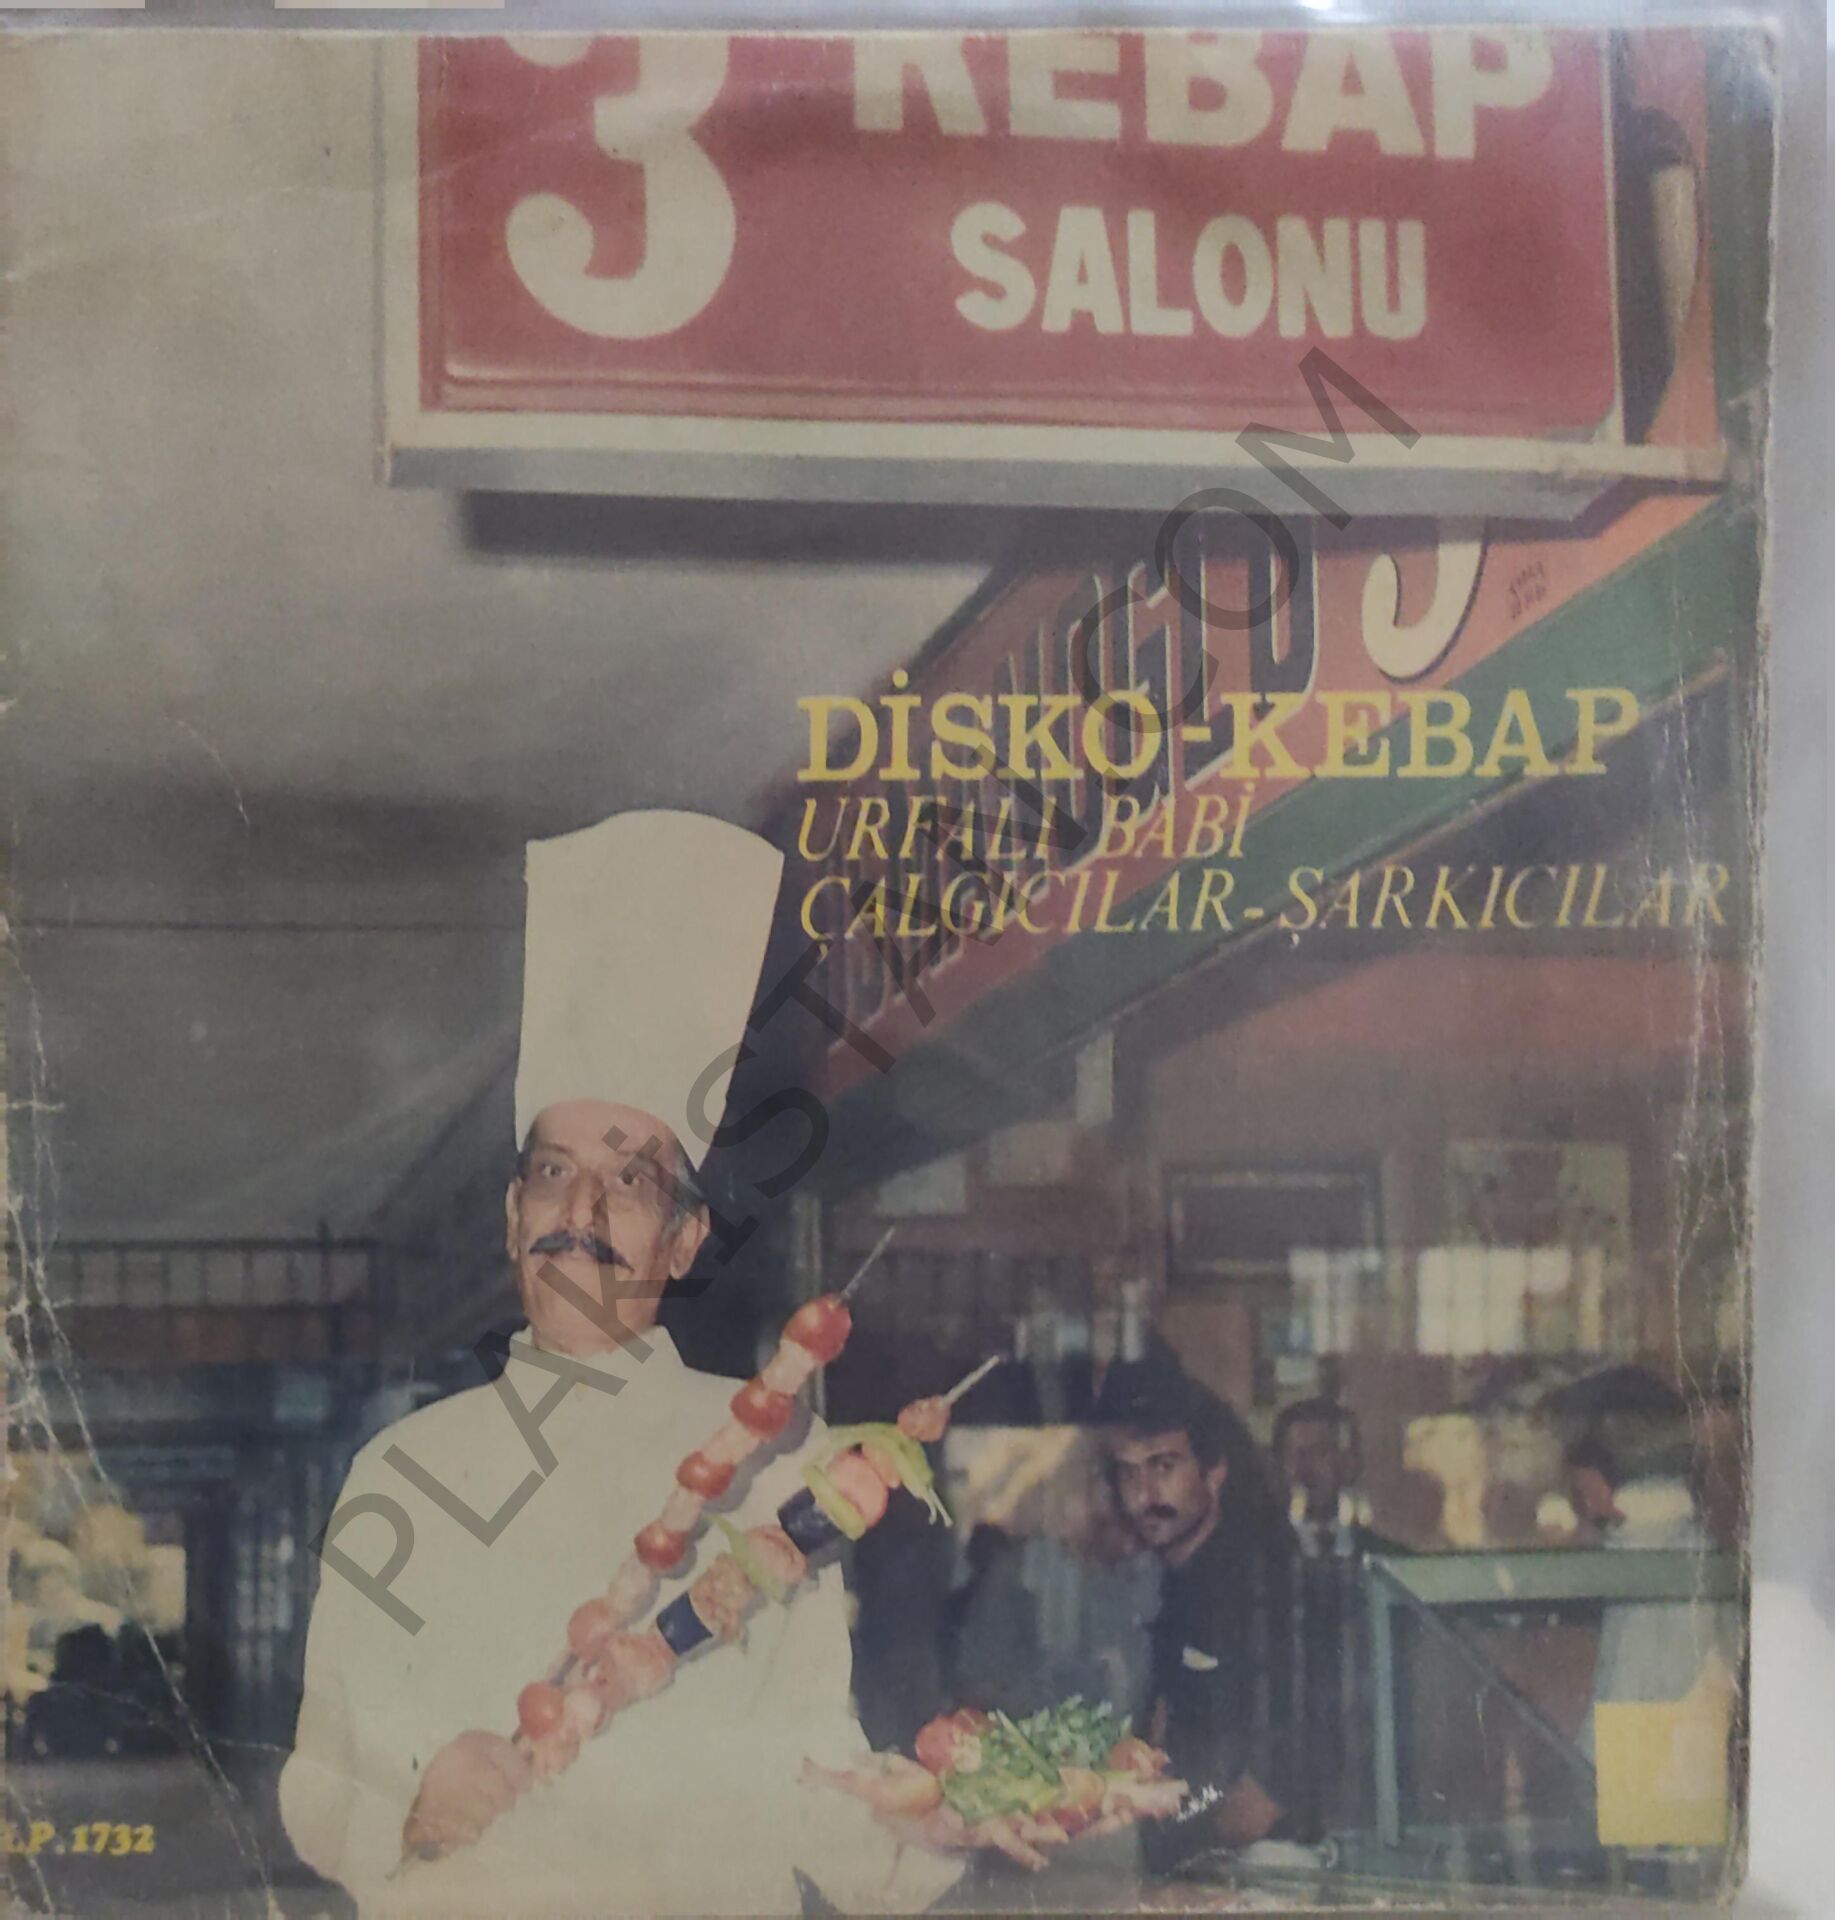 3 KEBAP
SALONU
DİSKO-KEBAP
URFALI BABİ
ÇALGICILAR-ŞARKICILAR
LP.1732
PLAKİSTAN.COM